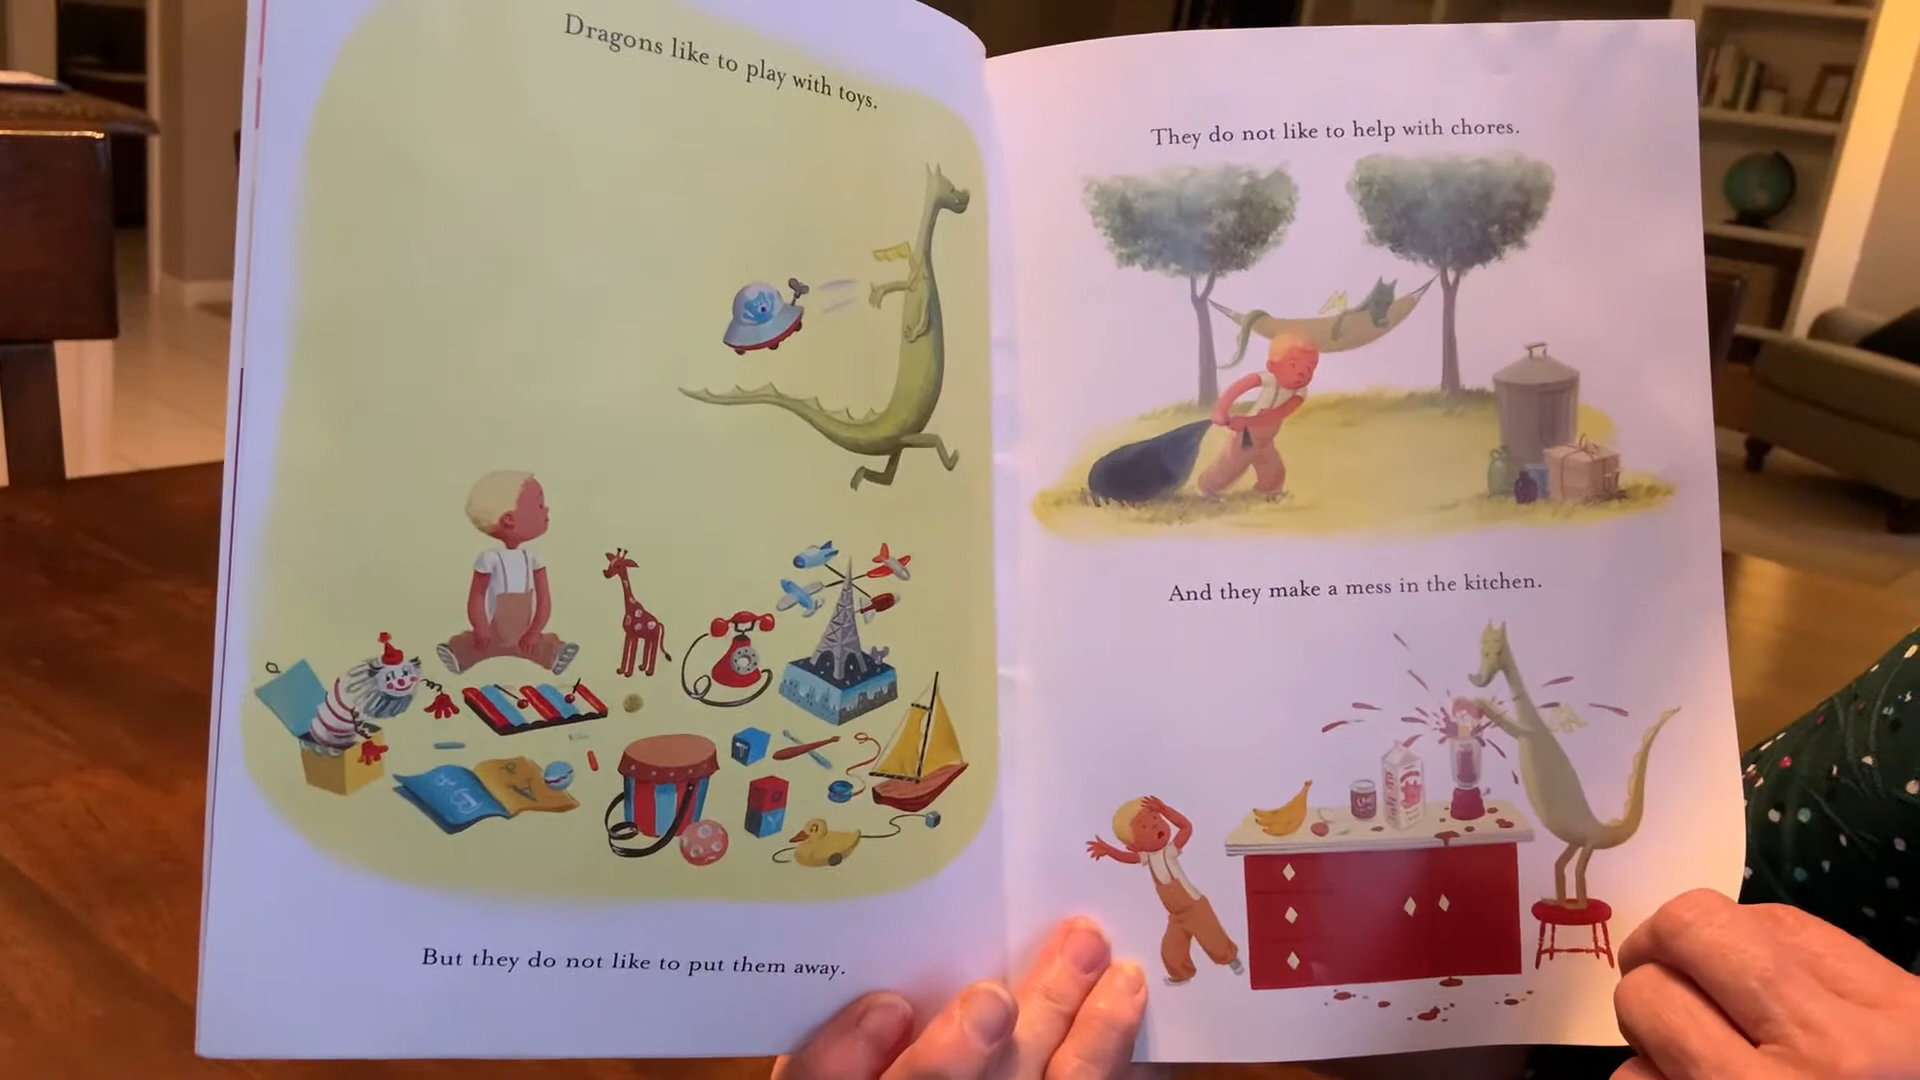 Dragons like to play with toys.
But they do not like to put them away.
They do not like to help with chores.
And they make a mess in the kitchen.